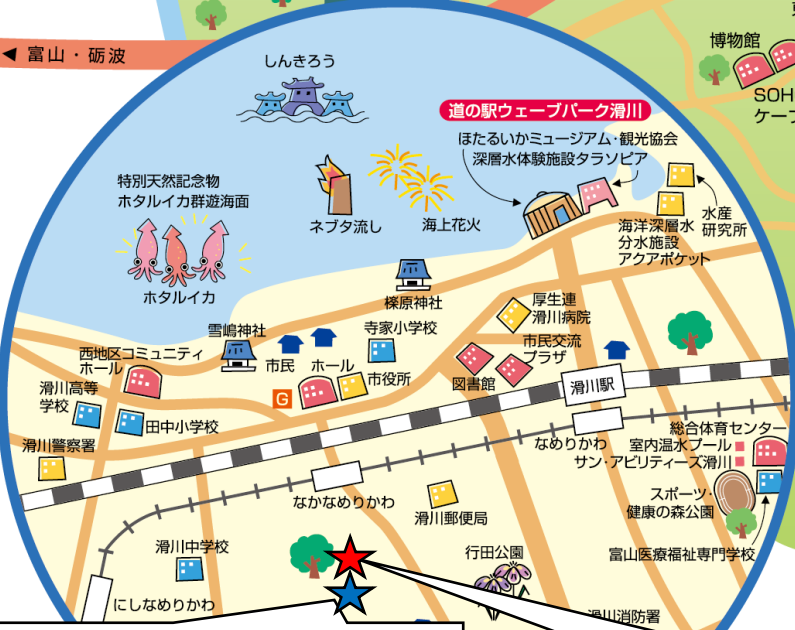 ◀ 富山・砺波
しんきろう
博物館
SOH
ケーブ
道の駅ウェーブパーク滑川
ほたるいかミュージアム・観光協会
深層水体験施設タラソピア
特別天然記念物
ホタルイカ群遊海面
ネブタ流し
海上花火
水産
研究所
海洋深層水
分水施設
アクアポケット
ホタルイカ
櫟原神社
厚生連
滑川病院
雪嶋神社
寺家小学校
市民交流
プラザ
西地区コミュニティ
ホール
市民
ホール
市役所
図書館
滑川駅
滑川高等
学校
G
田中小学校
滑川警察署
なめりかわ
総合体育センター
室内温水プール
サン・アビリティーズ滑川
なかなめりかわ
滑川郵便局
スポーツ・
健康の森公園
滑川中学校
行田公園
富山医療福祉専門学校
にしなめりかわ
滑川消防署